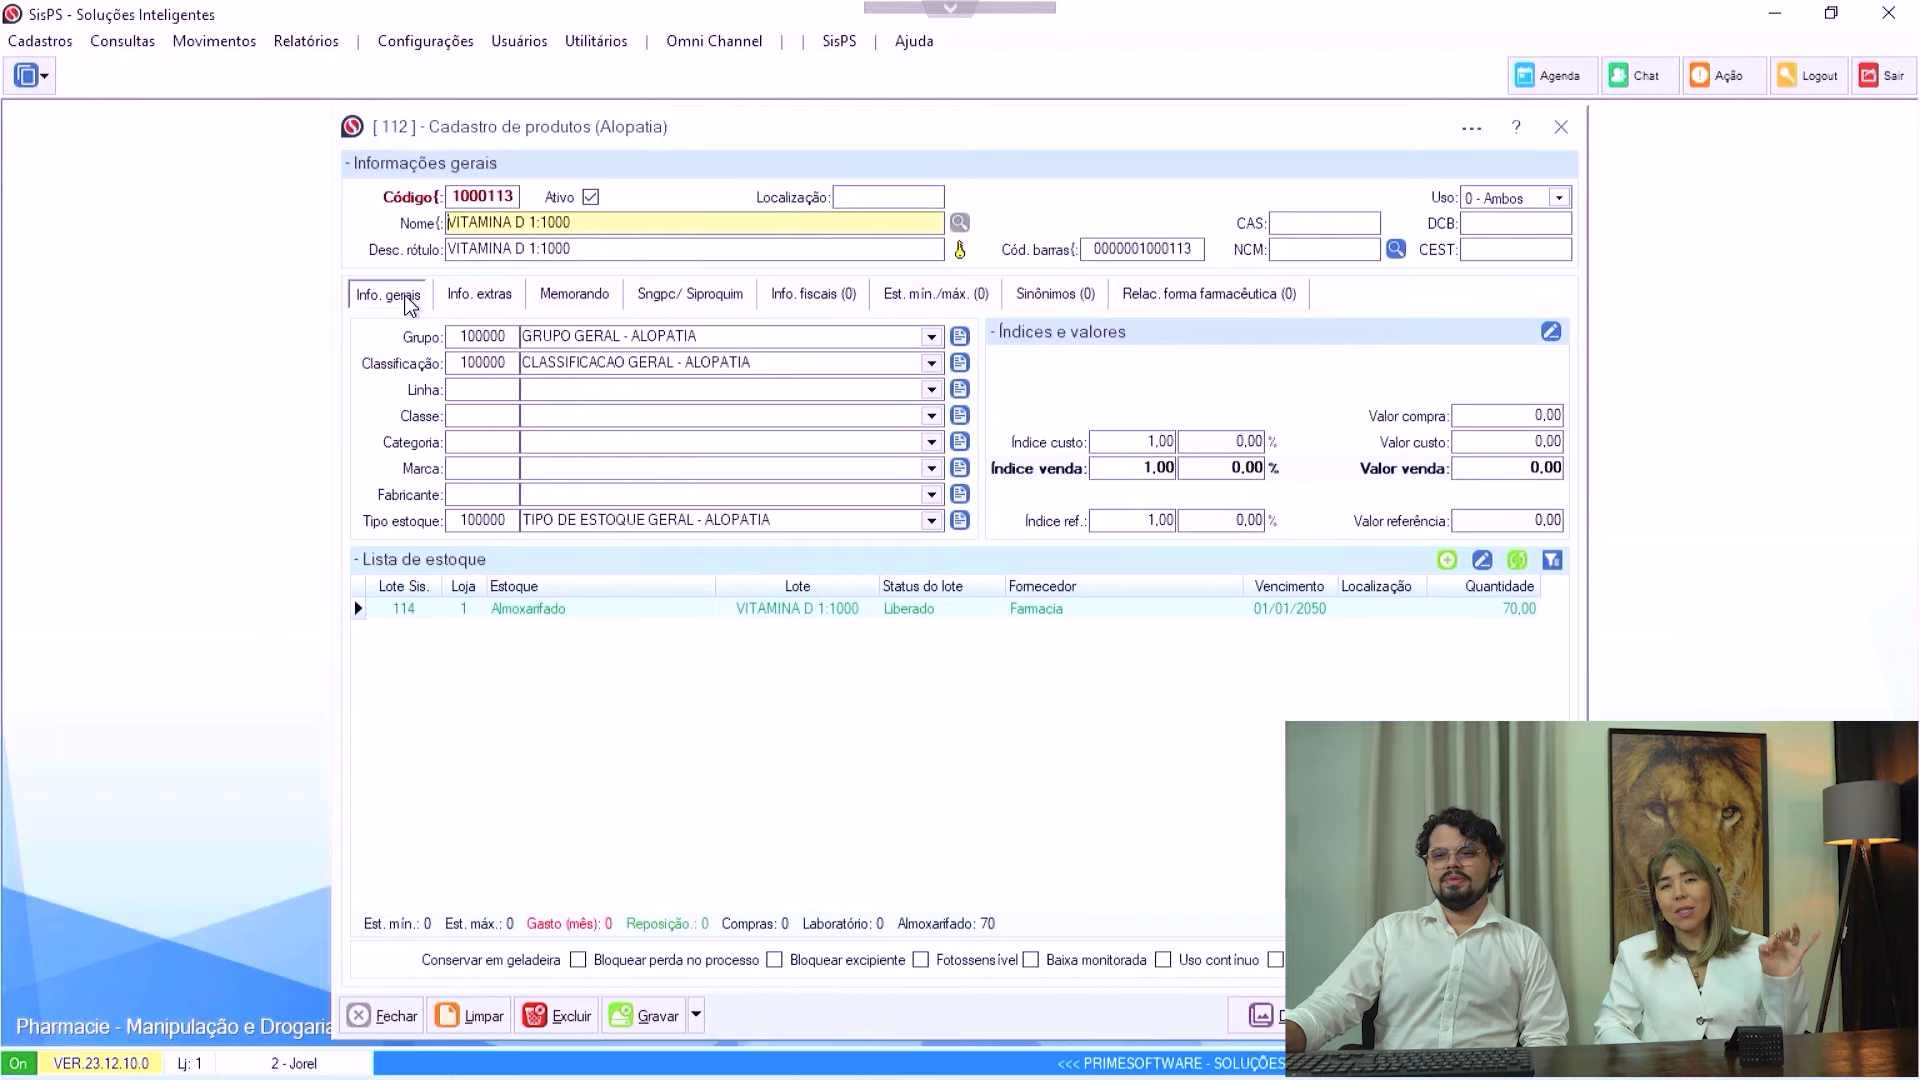 SisPS - Soluções Inteligentes
Cadastros Consultas Movimentos Relatórios | Configurações Usuários Utilitários | Omni Channel | | SisPS | Ajuda
Agenda Chat Ação Logout Sair
[ 112 ] - Cadastro de produtos (Alopatia) ... ?
- Informações gerais
Código{: 1000113 Ativo Localização: Uso: 0 - Ambos
Nome{: VITAMINA D 1:1000 CAS: DCB:
Desc. rótulo: VITAMINA D 1:1000 Cód. barras{: 0000001000113 NCM: CEST:
Info. gerais Info. extras Memorando Sngpc/ Siproquim Info. fiscais (0) Est. mín./máx. (0) Sinônimos (0) Relac. forma farmacêutica (0)
Grupo: 100000 GRUPO GERAL - ALOPATIA - Índices e valores
Classificação: 100000 CLASSIFICACAO GERAL - ALOPATIA
Linha:
Classe: Valor compra: 0,00
Categoria: Índice custo: 1,00 0,00 % Valor custo: 0,00
Marca: Índice venda: 1,00 0,00 % Valor venda: 0,00
Fabricante:
Tipo estoque: 100000 TIPO DE ESTOQUE GERAL - ALOPATIA Índice ref.: 1,00 0,00 % Valor referência: 0,00
- Lista de estoque
Lote Sis. Loja Estoque Lote Status do lote Fornecedor Vencimento Localização Quantidade
114 1 Almoxarifado VITAMINA D 1:1000 Liberado Farmacia 01/01/2050 70,00
Est. mín.: 0 Est. máx.: 0 Gasto (mês): 0 Reposição.: 0 Compras: 0 Laboratório: 0 Almoxarifado: 70
Conservar em geladeira Bloquear perda no processo Bloquear excipiente Fotossensível Baixa monitorada Uso contínuo
Fechar Limpar Excluir Gravar
Pharmacie - Manipulação e Drogaria
On VER.23.12.10.0 Lj: 1 2 - Jorel <<< PRIMESOFTWARE - SOLUÇÕES